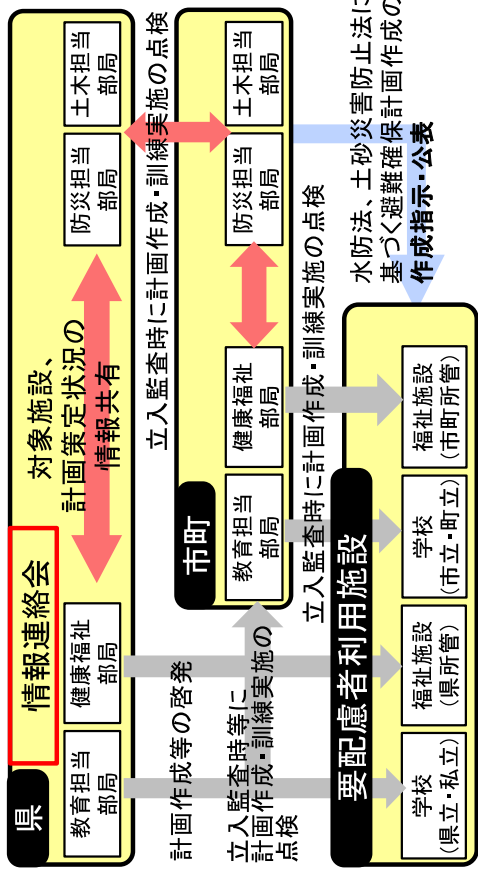 県
情報連絡会
対象施設、
計画策定状況の
情報共有
教育担当
部局
健康福祉
部局
防災担当
部局
土木担当
部局
計画作成等の啓発
立入監査時に計画作成・訓練実施の点検
市町
教育担当
部局
健康福祉
部局
防災担当
部局
土木担当
部局
立入監査時等に
計画作成・訓練実施の
点検
立入監査時に計画作成・訓練実施の点検
水防法、土砂災害防止法に
基づく避難確保計画作成の
作成指示・公表
要配慮者利用施設
学校
(県立・私立)
福祉施設
(県所管)
学校
(市立・町立)
福祉施設
(市町所管)